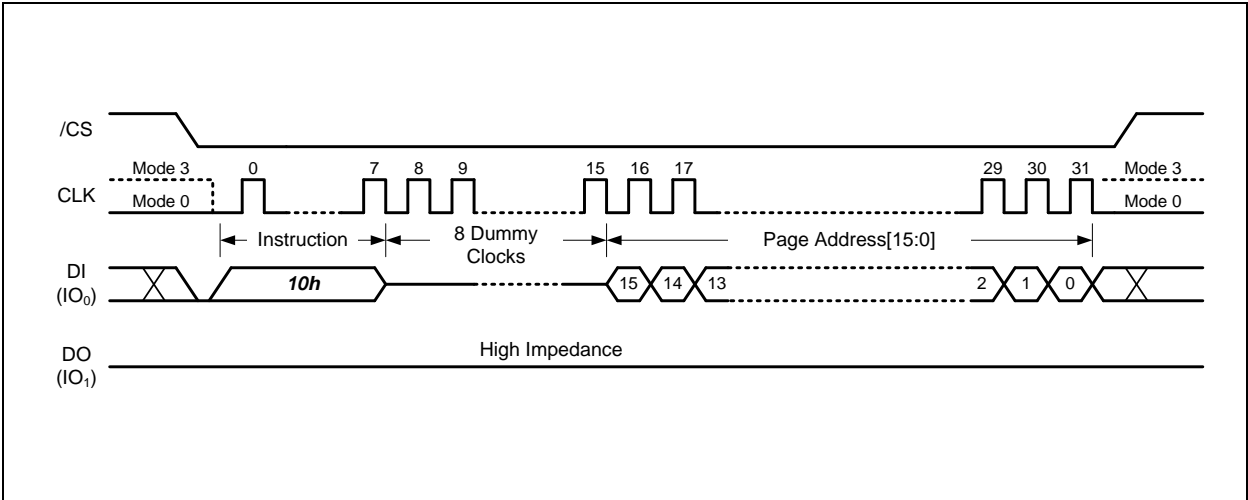 /CS
Mode 3 0 7 8 9 15 16 17 29 30 31 Mode 3
CLK
Mode 0 Mode 0
Instruction 8 Dummy Page Address[15:0]
Clocks
DI
(IO₀)
10h 15 14 13 2 1 0
High Impedance
DO
(IO₁)